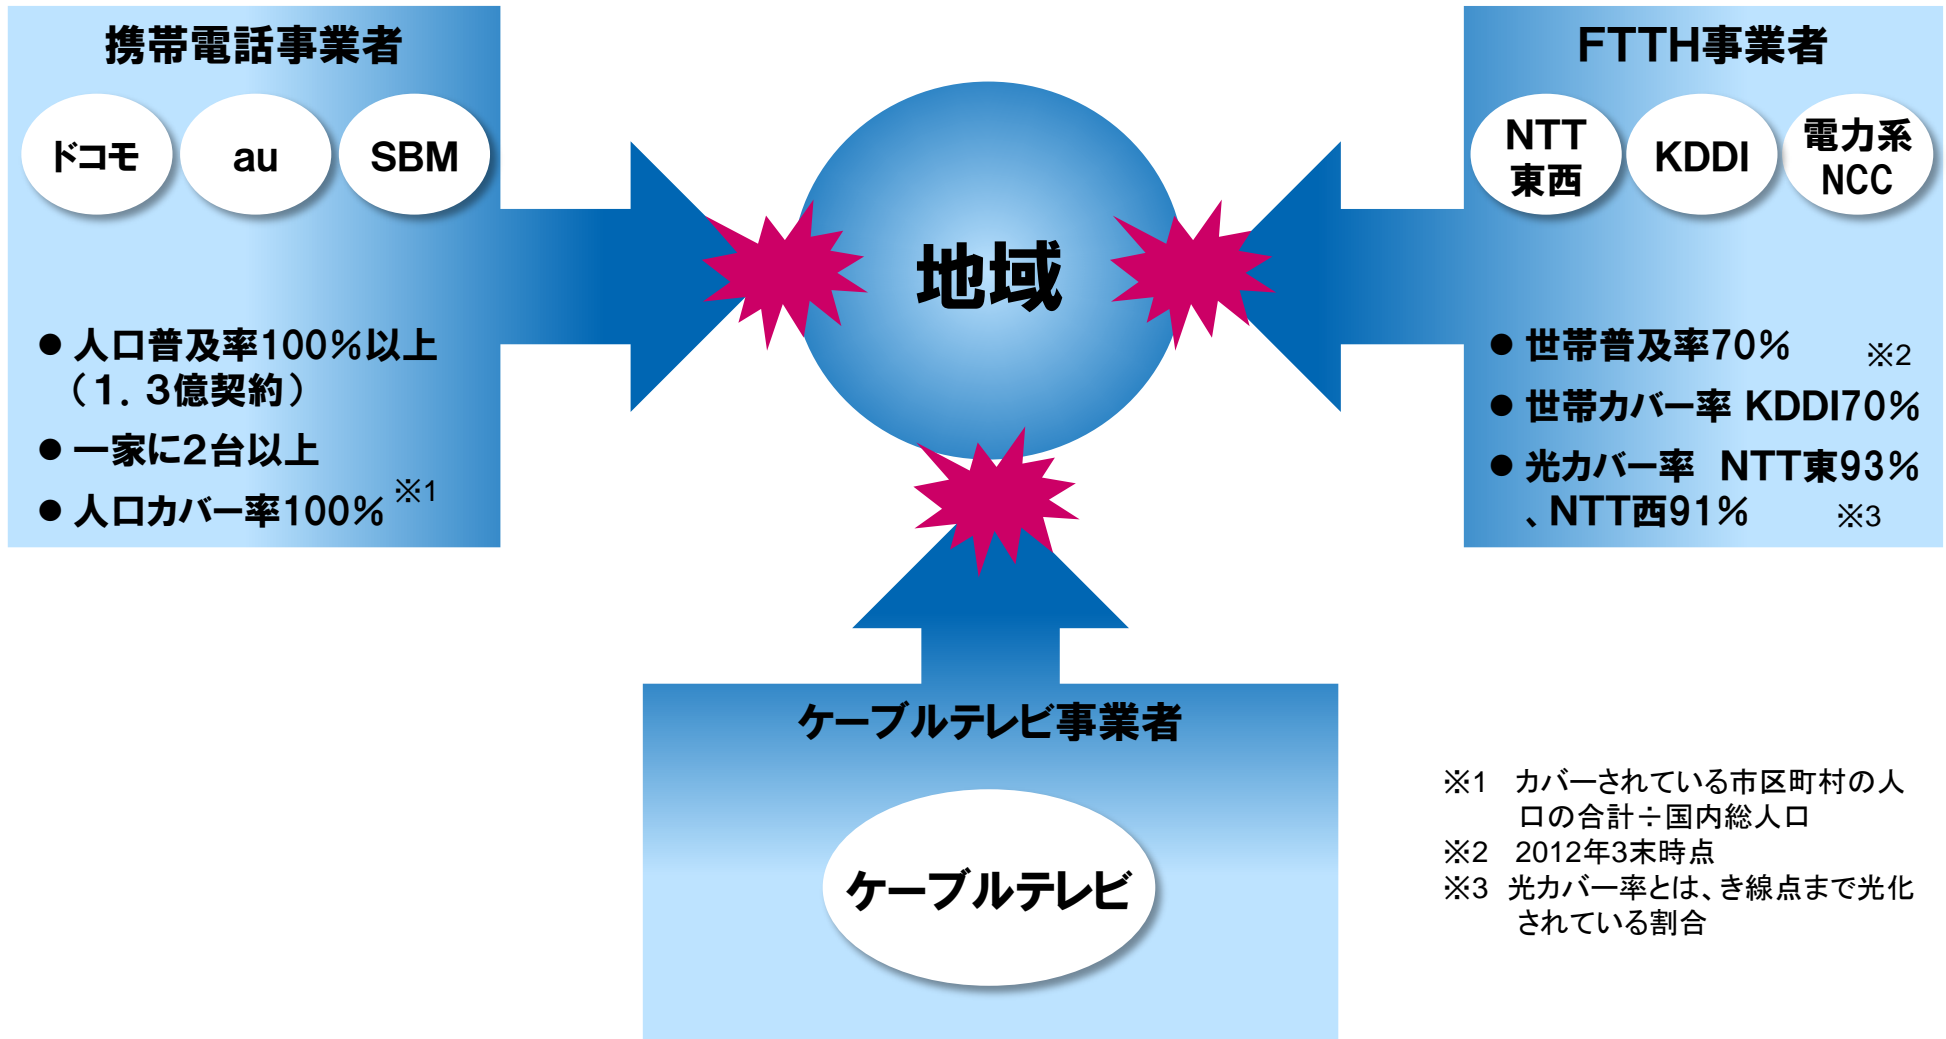 携帯電話事業者
ドコモ
au
SBM
● 人口普及率100%以上
(1.3億契約)
● 一家に2台以上
● 人口カバー率100% ※1
地域
FTTH事業者
NTT
東西
KDDI
電力系
NCC
● 世帯普及率70% ※2
● 世帯カバー率 KDDI70%
● 光カバー率 NTT東93%
、NTT西91% ※3
ケーブルテレビ事業者
ケーブルテレビ
※1 カバーされている市区町村の人
口の合計÷国内総人口
※2 2012年3末時点
※3 光カバー率とは、き線点まで光化
されている割合